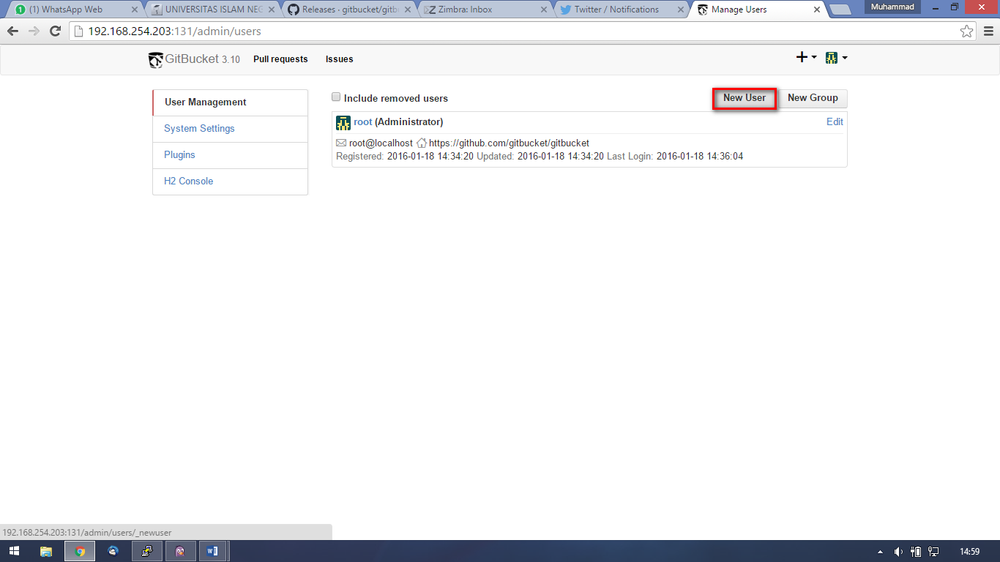 (1) WhatsApp Web
UNIVERSITAS ISLAM NEG
Releases · gitbucket/gitb
Zimbra: Inbox
Twitter / Notifications
Manage Users
Muhammad
192.168.254.203:131/admin/users
GitBucket 3.10 Pull requests Issues
User Management
System Settings
Plugins
H2 Console
Include removed users
New User
New Group
root (Administrator)
Edit
root@localhost https://github.com/gitbucket/gitbucket
Registered: 2016-01-18 14:34:20 Updated: 2016-01-18 14:34:20 Last Login: 2016-01-18 14:36:04
192.168.254.203:131/admin/users/_newuser
14:59